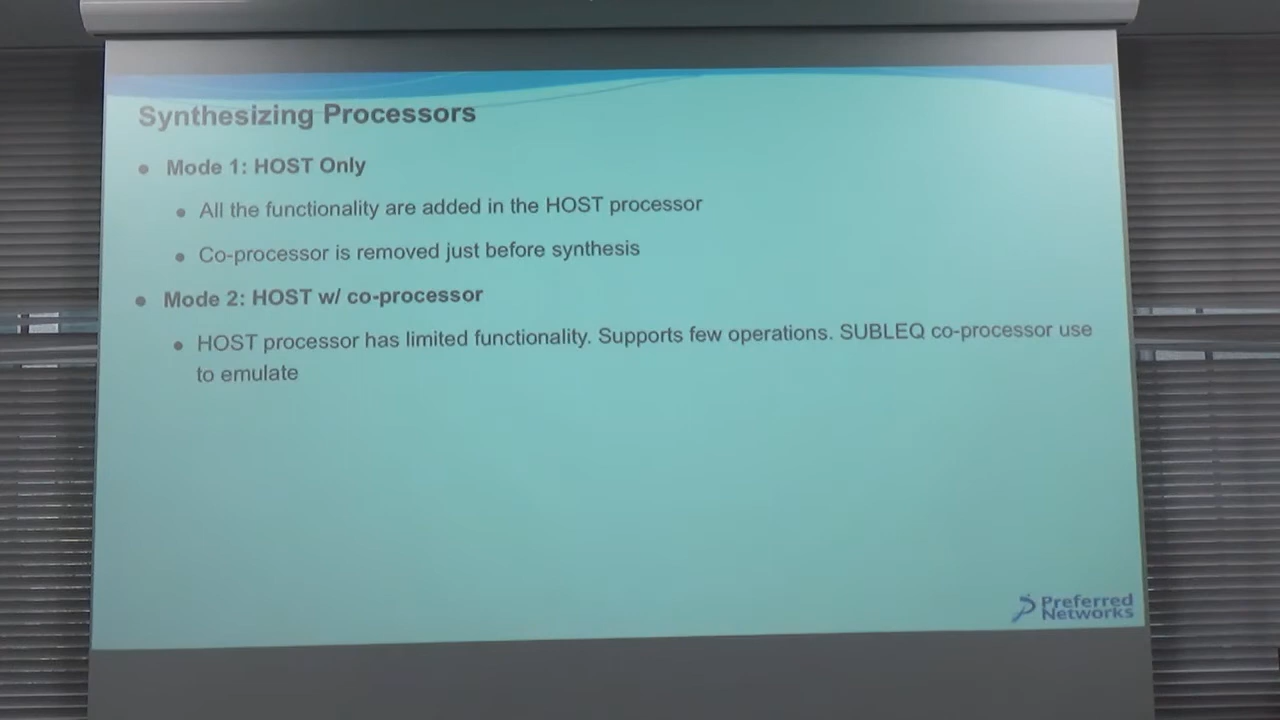 Synthesizing Processors
● Mode 1: HOST Only
● All the functionality are added in the HOST processor
● Co-processor is removed just before synthesis
● Mode 2: HOST w/ co-processor
● HOST processor has limited functionality. Supports few operations. SUBLEQ co-processor use
to emulate
Preferred
Networks